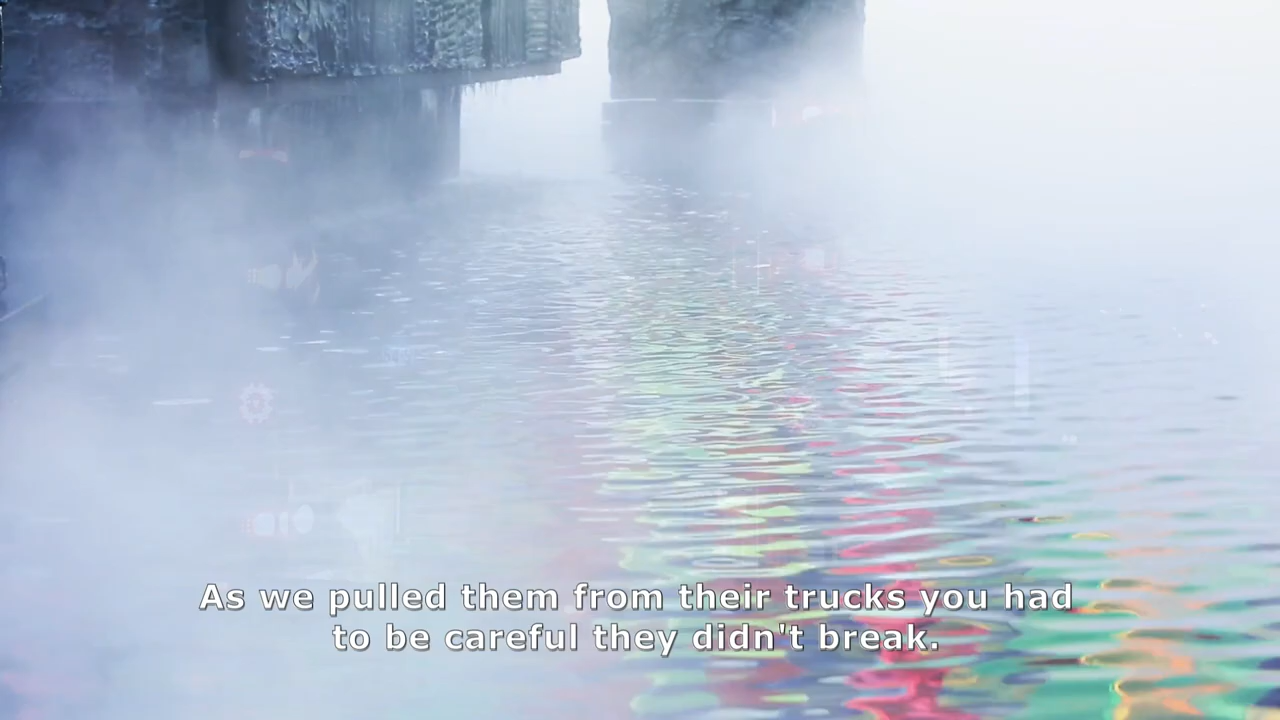 As we pulled them from their trucks you had
to be careful they didn't break.